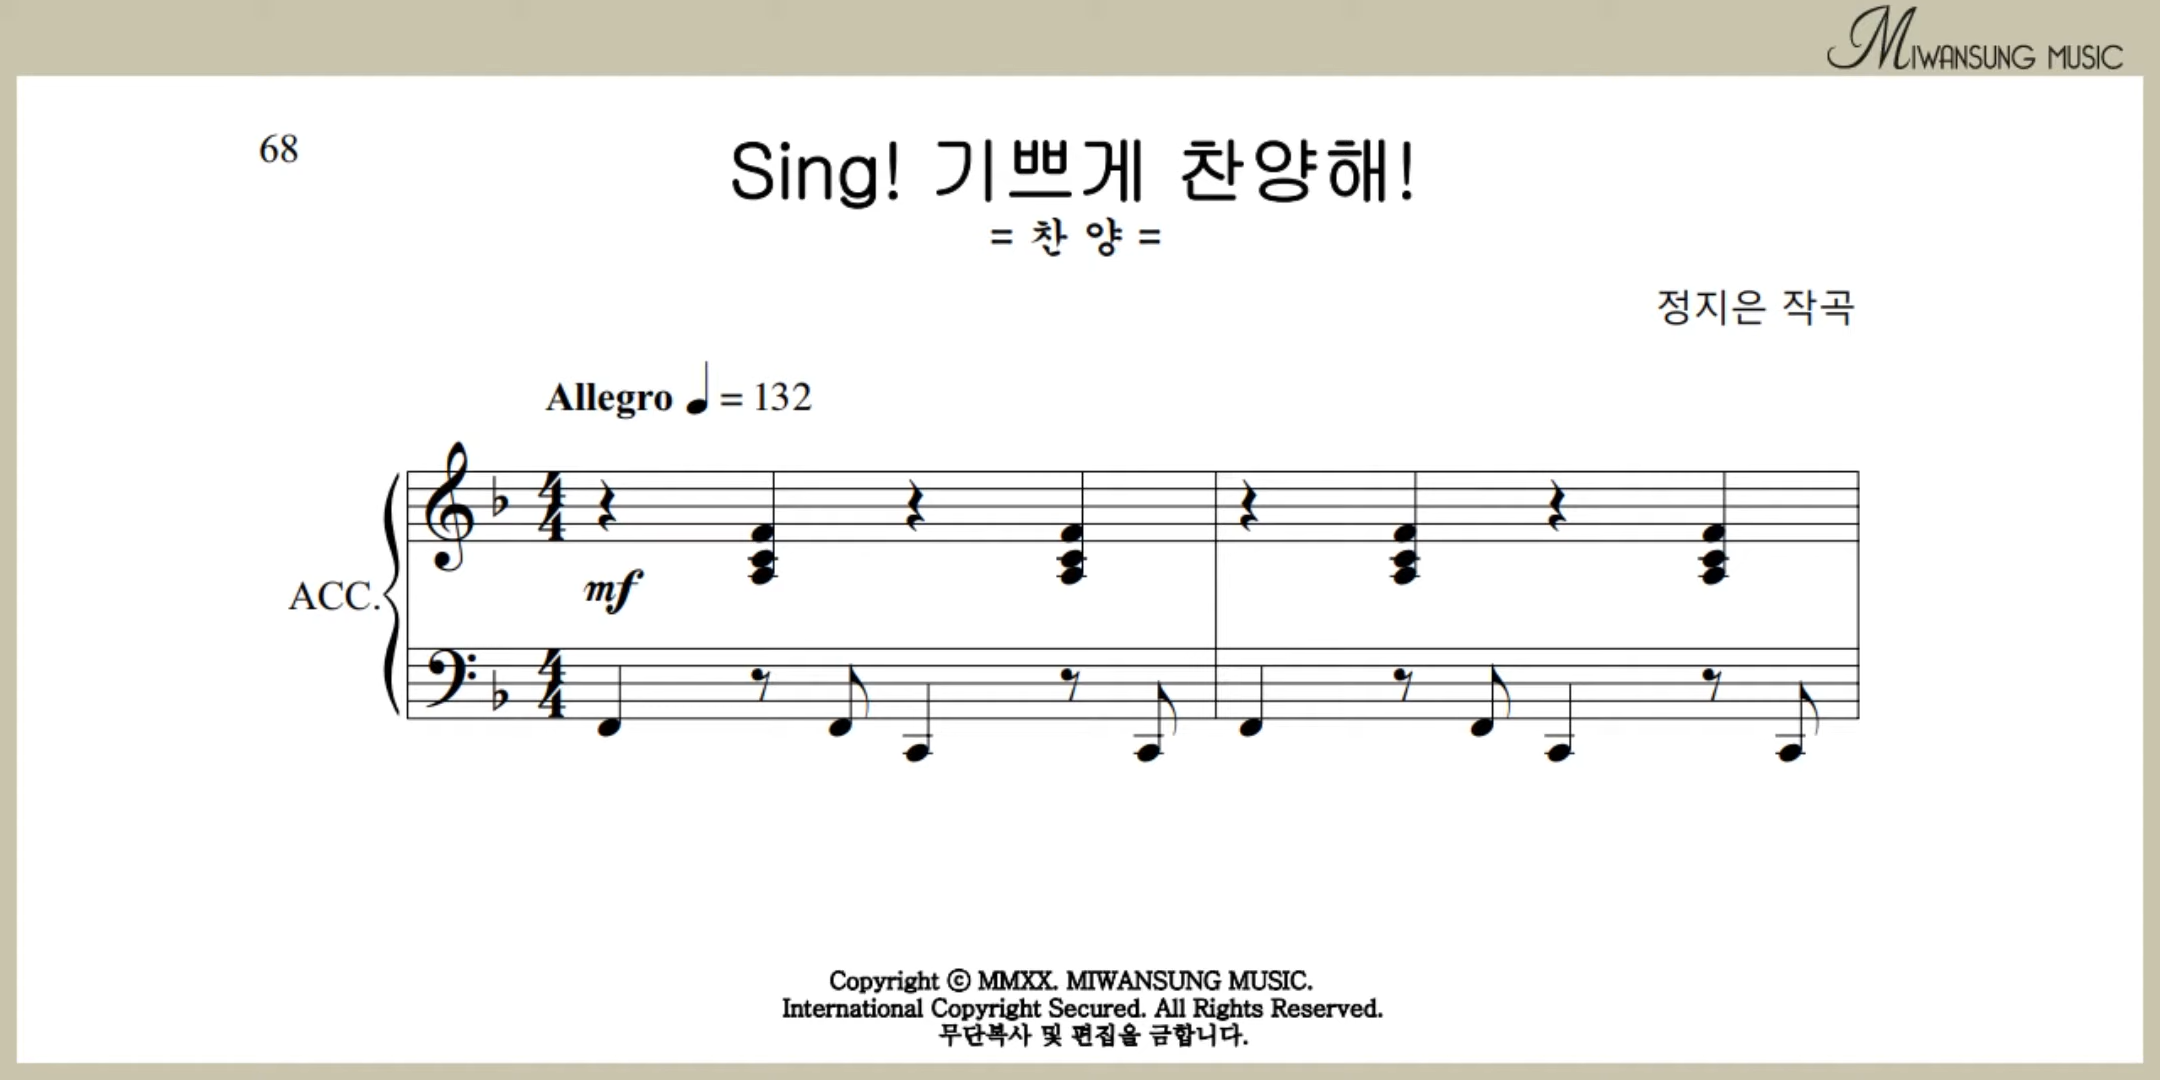 MIWANSUNG MUSIC
68
Sing! 기쁘게 찬양해!
= 찬 양 =
정지은 작곡
Allegro ♩ = 132
ACC.
mf
Copyright ⓒ MMXX. MIWANSUNG MUSIC.
International Copyright Secured. All Rights Reserved.
무단복사 및 편집을 금합니다.